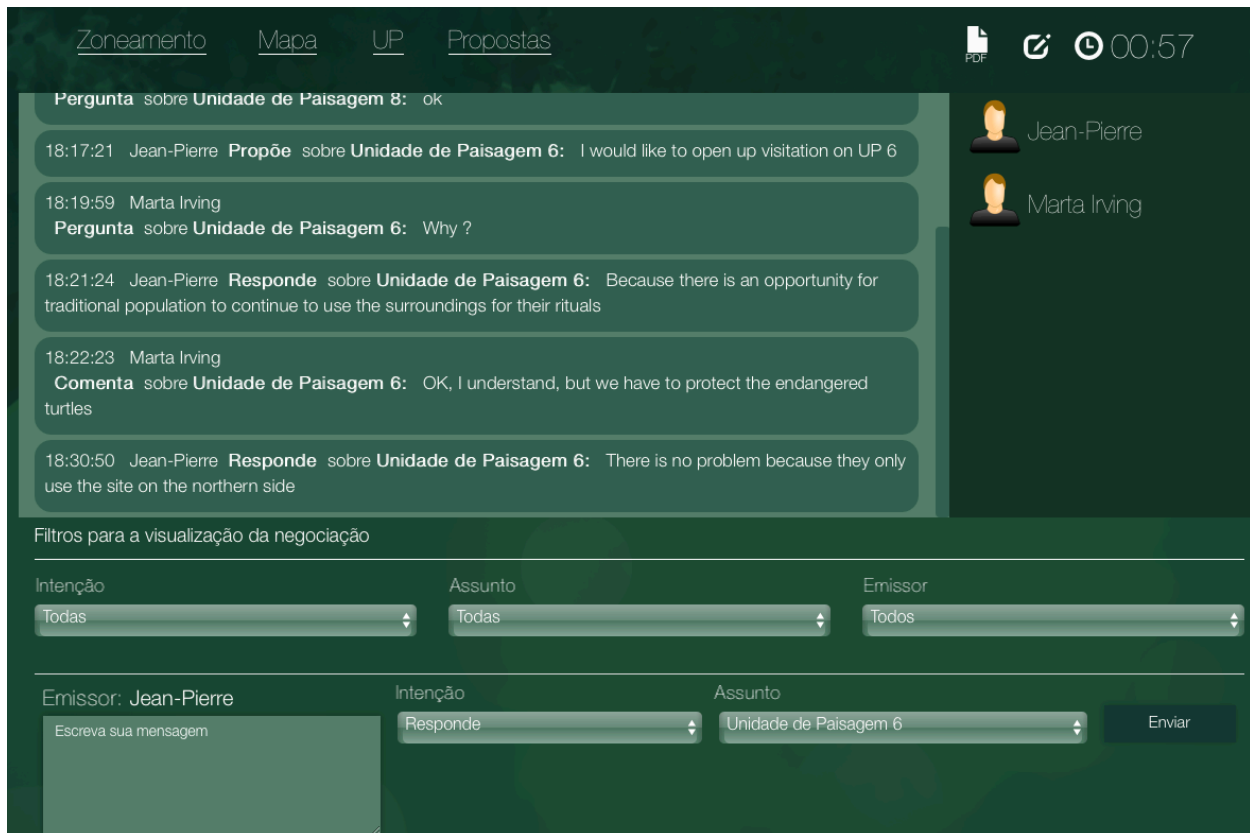 Zoneamento Mapa UP Propostas
PDF
00:57
Pergunta sobre Unidade de Paisagem 8: ok
18:17:21 Jean-Pierre Propõe sobre Unidade de Paisagem 6: I would like to open up visitation on UP 6
18:19:59 Marta Irving
Pergunta sobre Unidade de Paisagem 6: Why ?
18:21:24 Jean-Pierre Responde sobre Unidade de Paisagem 6: Because there is an opportunity for
traditional population to continue to use the surroundings for their rituals
18:22:23 Marta Irving
Comenta sobre Unidade de Paisagem 6: OK, I understand, but we have to protect the endangered
turtles
18:30:50 Jean-Pierre Responde sobre Unidade de Paisagem 6: There is no problem because they only
use the site on the northern side
Jean-Pierre
Marta Irving
Filtros para a visualização da negociação
Intenção Assunto Emissor
Todas Todas Todos
Emissor: Jean-Pierre Intenção Assunto
Escreva sua mensagem Responde Unidade de Paisagem 6 Enviar